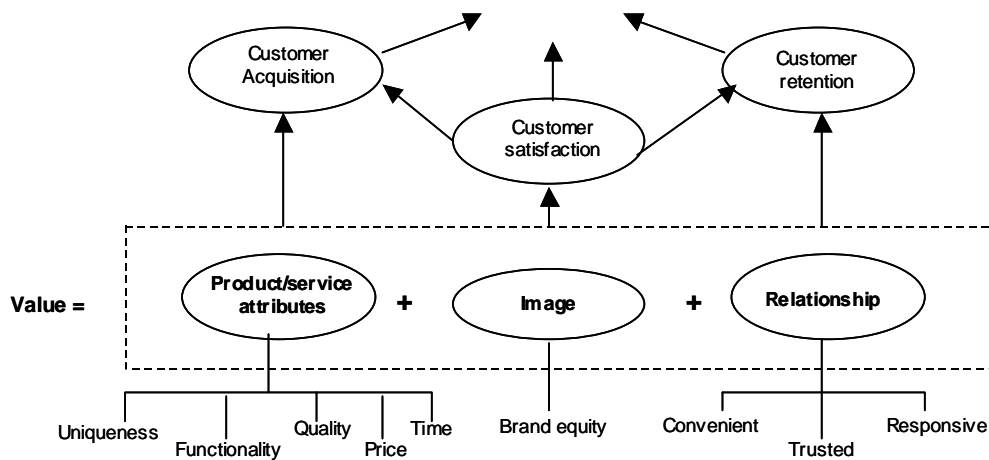 Customer
Acquisition
Customer
retention
Customer
satisfaction
Value =
Product/service
attributes
+
Image
+
Relationship
Uniqueness
Functionality
Quality
Price
Time
Brand equity
Convenient
Trusted
Responsive